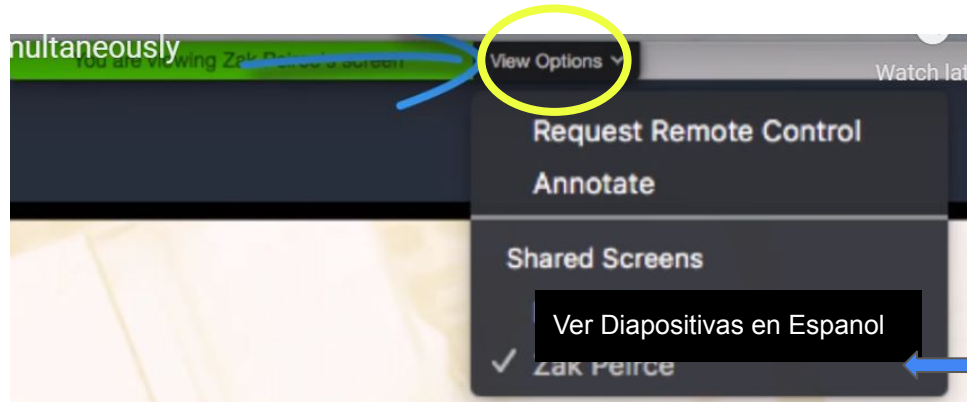 multaneously
You are viewing Zak Peirce's screen
View Options
Watch lat
Request Remote Control
Annotate
Shared Screens
Ver Diapositivas en Espanol
Zak Peirce